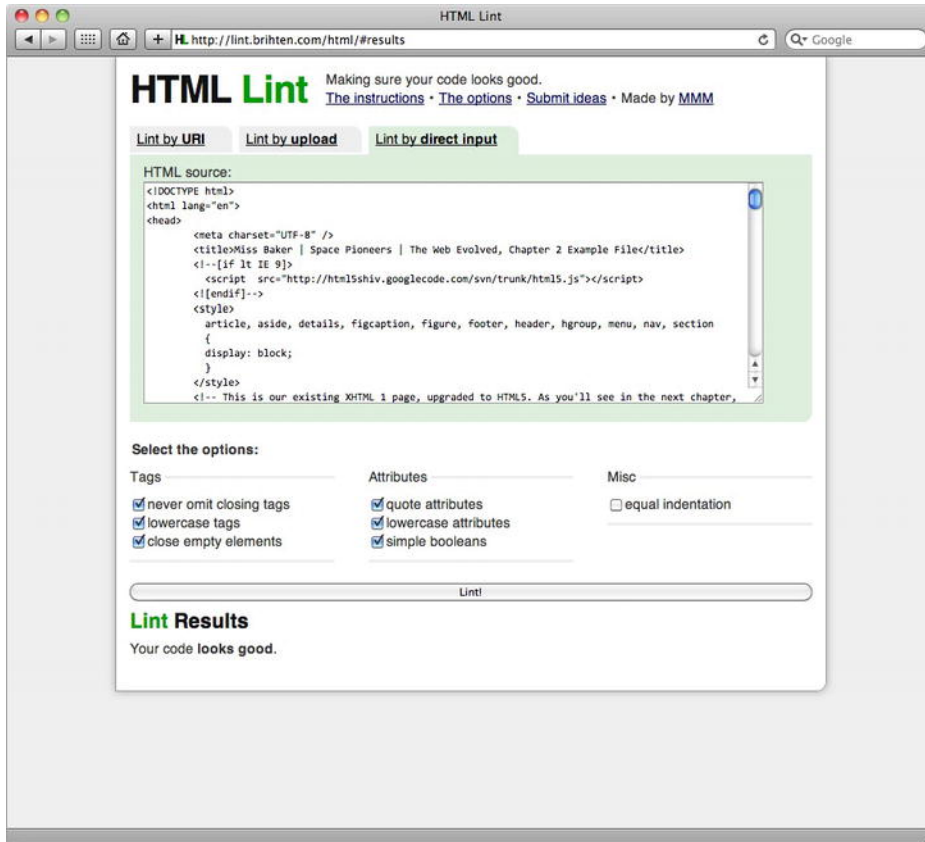 HTML Lint
+ HL http://lint.brihten.com/html/#results
Google
HTML Lint
Making sure your code looks good.
The instructions • The options • Submit ideas • Made by MMM
Lint by URI
Lint by upload
Lint by direct input
HTML source:
<!DOCTYPE html>
<html lang="en">
<head>
<meta charset="UTF-8" />
<title>Miss Baker | Space Pioneers | The Web Evolved, Chapter 2 Example File</title>
<!--[if lt IE 9]>
<script src="http://html5shiv.googlecode.com/svn/trunk/html5.js"></script>
<![endif]-->
<style>
article, aside, details, figcaption, figure, footer, header, hgroup, menu, nav, section
{
display: block;
}
</style>
<!-- This is our existing XHTML 1 page, upgraded to HTML5. As you'll see in the next chapter,
Select the options:
Tags
never omit closing tags
lowercase tags
close empty elements
Attributes
quote attributes
lowercase attributes
simple booleans
Misc
equal indentation
Lint!
Lint Results
Your code looks good.